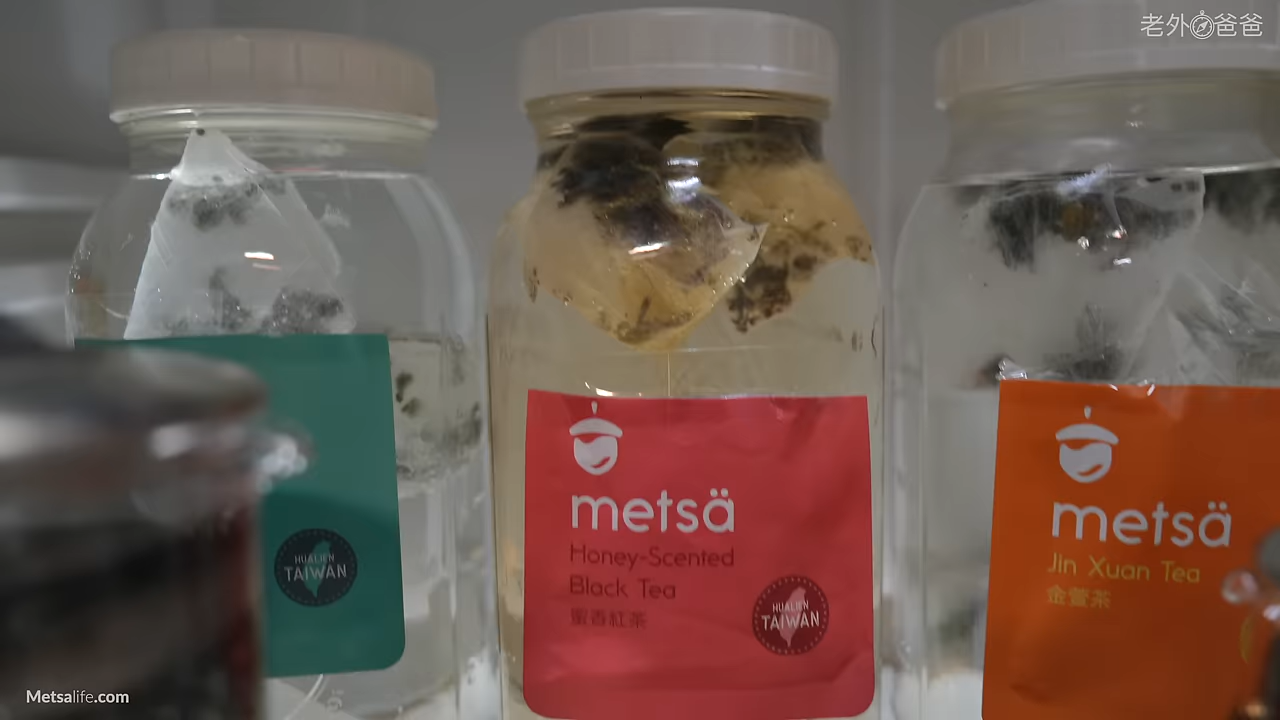 老外爸爸
HUALIEN
TAIWAN
metsä
Honey-Scented
Black Tea
蜜香紅茶
HUALIEN
TAIWAN
metsä
Jin Xuan Tea
金萱茶
Metsalife.com